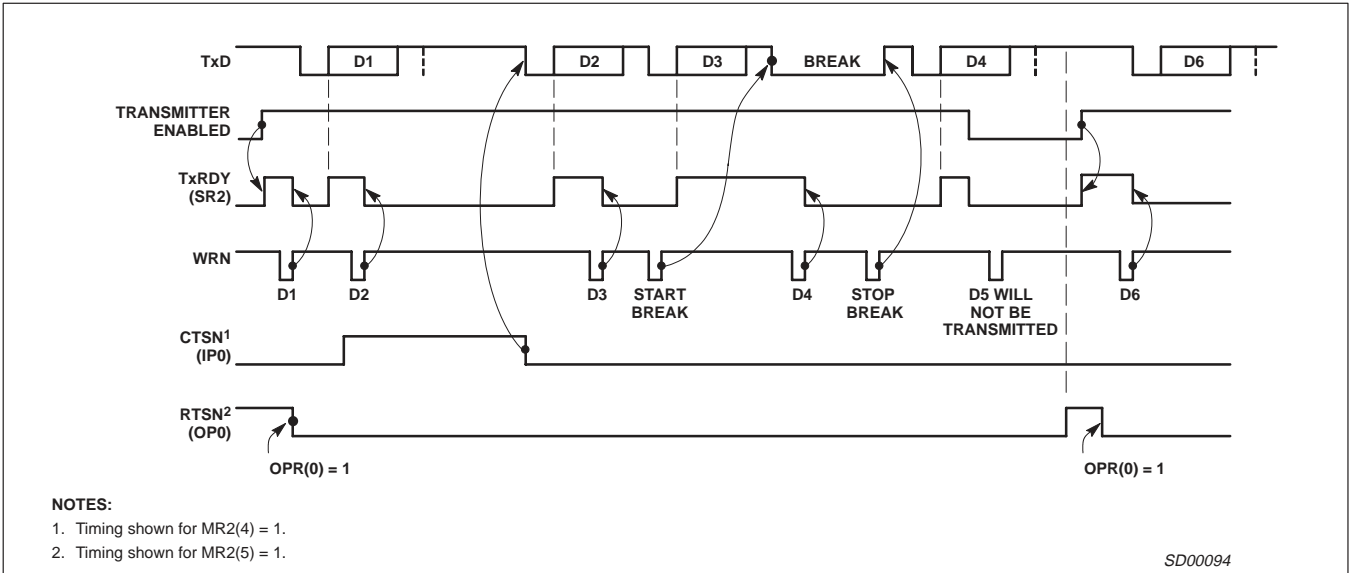 TxD
D1
D2
D3
BREAK
D4
D6
TRANSMITTER
ENABLED
TxRDY
(SR2)
WRN
D1
D2
D3
START
BREAK
D4
STOP
BREAK
D5 WILL
NOT BE
TRANSMITTED
D6
CTSN1
(IP0)
RTSN2
(OP0)
OPR(0) = 1
OPR(0) = 1
NOTES:
1. Timing shown for MR2(4) = 1.
2. Timing shown for MR2(5) = 1.
SD00094